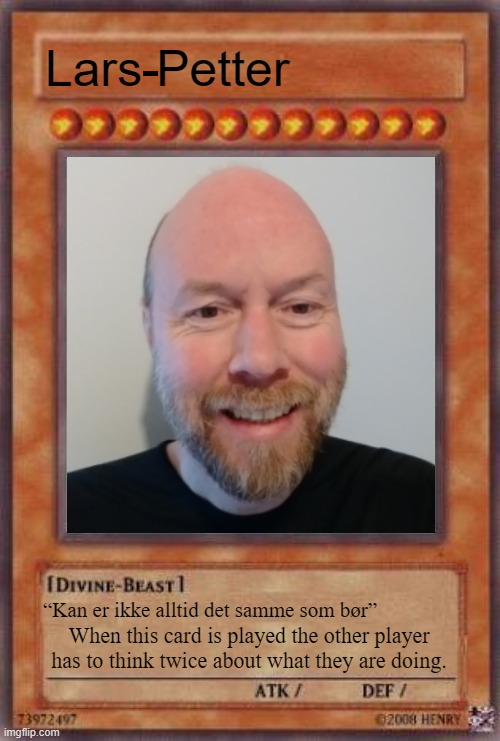 Lars-Petter
[DIVINE-BEAST]
“Kan er ikke alltid det samme som bør”
When this card is played the other player
has to think twice about what they are doing.
ATK / DEF /
73972497 ©2008 HENRY
imgflip.com